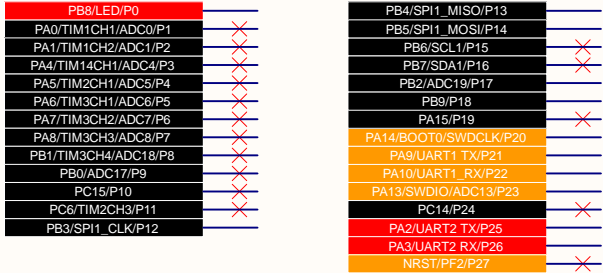 PB8/LED/P0
PA0/TIM1CH1/ADC0/P1
PA1/TIM1CH2/ADC1/P2
PA4/TIM14CH1/ADC4/P3
PA5/TIM2CH1/ADC5/P4
PA6/TIM3CH1/ADC6/P5
PA7/TIM3CH2/ADC7/P6
PA8/TIM3CH3/ADC8/P7
PB1/TIM3CH4/ADC18/P8
PB0/ADC17/P9
PC15/P10
PC6/TIM2CH3/P11
PB3/SPI1_CLK/P12
PB4/SPI1_MISO/P13
PB5/SPI1_MOSI/P14
PB6/SCL1/P15
PB7/SDA1/P16
PB2/ADC19/P17
PB9/P18
PA15/P19
PA14/BOOT0/SWDCLK/P20
PA9/UART1 TX/P21
PA10/UART1_RX/P22
PA13/SWDIO/ADC13/P23
PC14/P24
PA2/UART2 TX/P25
PA3/UART2 RX/P26
NRST/PF2/P27